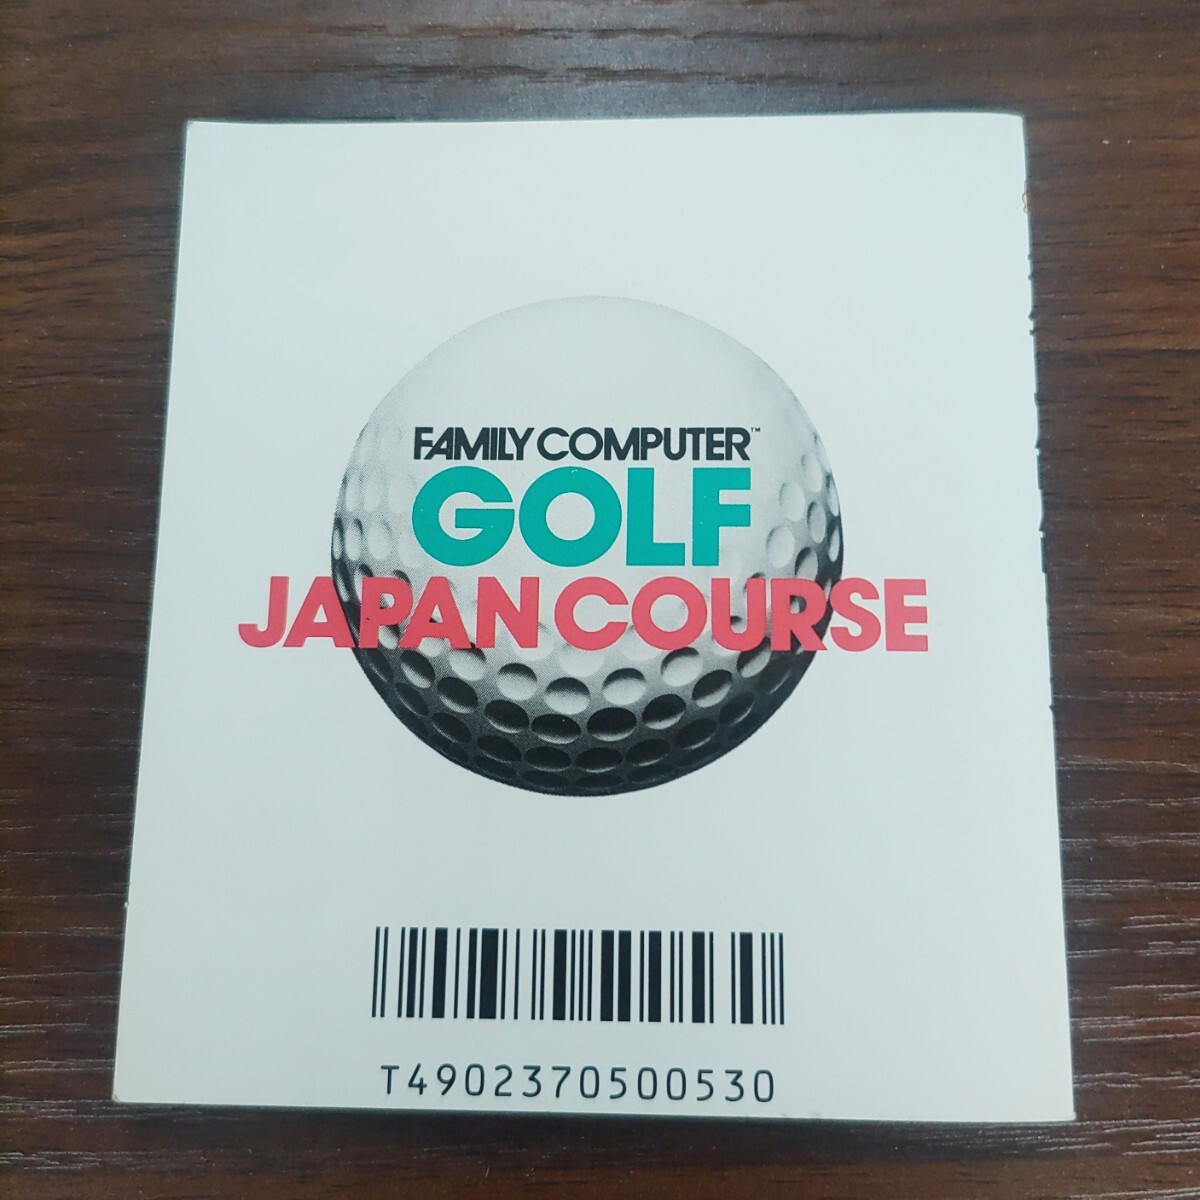 FAMILY COMPUTER™
GOLF
JAPAN COURSE
T4902370500530